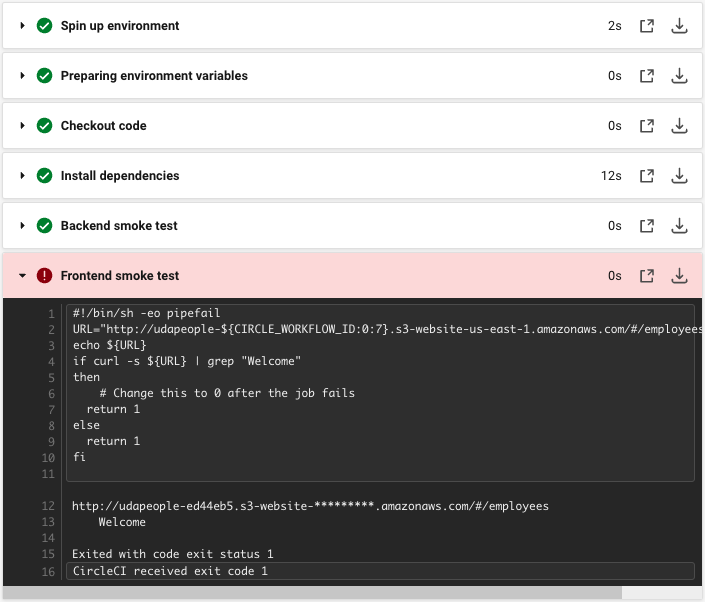 Spin up environment 2s
Preparing environment variables 0s
Checkout code 0s
Install dependencies 12s
Backend smoke test 0s
Frontend smoke test 0s
1 #!/bin/sh -eo pipefail
2 URL="http://udapeople-${CIRCLE_WORKFLOW_ID:0:7}.s3-website-us-east-1.amazonaws.com/#/employees
3 echo ${URL}
4 if curl -s ${URL} | grep "Welcome"
5 then
6     # Change this to 0 after the job fails
7   return 1
8 else
9   return 1
10 fi
11
12 http://udapeople-ed44eb5.s3-website-*********.amazonaws.com/#/employees
13     Welcome
14
15 Exited with code exit status 1
16 CircleCI received exit code 1